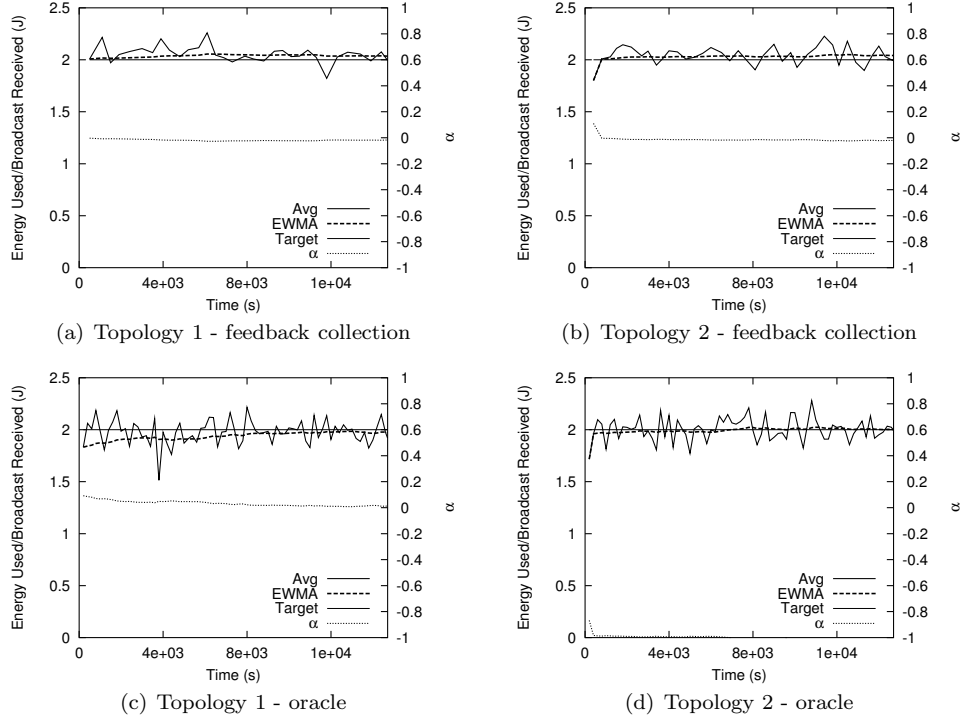 Energy Used/Broadcast Received (J)
2.5
2
1.5
1
0.5
0
1
0.8
0.6
0.4
0.2
0
-0.2
-0.4
-0.6
-0.8
-1
α
Avg
EWMA
Target
α
0
4e+03
8e+03
1e+04
Time (s)
(a) Topology 1 - feedback collection
Energy Used/Broadcast Received (J)
2.5
2
1.5
1
0.5
0
1
0.8
0.6
0.4
0.2
0
-0.2
-0.4
-0.6
-0.8
-1
α
Avg
EWMA
Target
α
0
4e+03
8e+03
1e+04
Time (s)
(b) Topology 2 - feedback collection
Energy Used/Broadcast Received (J)
2.5
2
1.5
1
0.5
0
1
0.8
0.6
0.4
0.2
0
-0.2
-0.4
-0.6
-0.8
-1
α
Avg
EWMA
Target
α
0
4e+03
8e+03
1e+04
Time (s)
(c) Topology 1 - oracle
Energy Used/Broadcast Received (J)
2.5
2
1.5
1
0.5
0
1
0.8
0.6
0.4
0.2
0
-0.2
-0.4
-0.6
-0.8
-1
α
Avg
EWMA
Target
α
0
4e+03
8e+03
1e+04
Time (s)
(d) Topology 2 - oracle